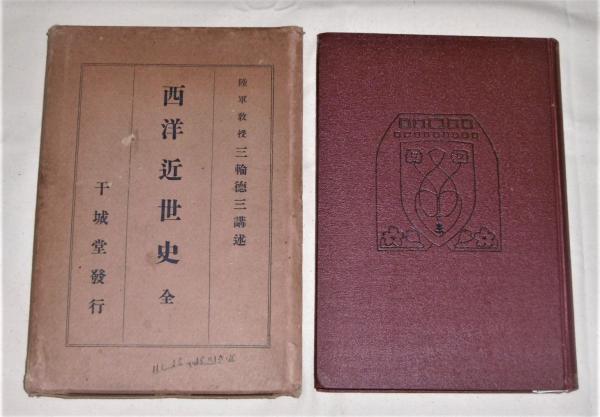 陸軍教授 三輪德三講述
西洋近世史 全
干城堂發行